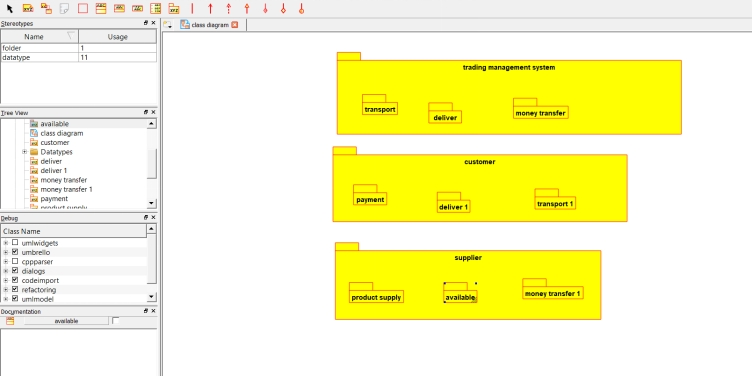 class diagram
Stereotypes
Name Usage
folder 1
datatype 11
Tree View
available
class diagram
customer
Datatypes
deliver
deliver 1
money transfer
money transfer 1
payment
product supply
Debug
Class Name
umlwidgets
umbrello
cppparser
dialogs
codeimport
refactoring
umlmodel
Documentation
available
trading management system
transport
deliver
money transfer
customer
payment
deliver 1
transport 1
supplier
product supply
available
money transfer 1